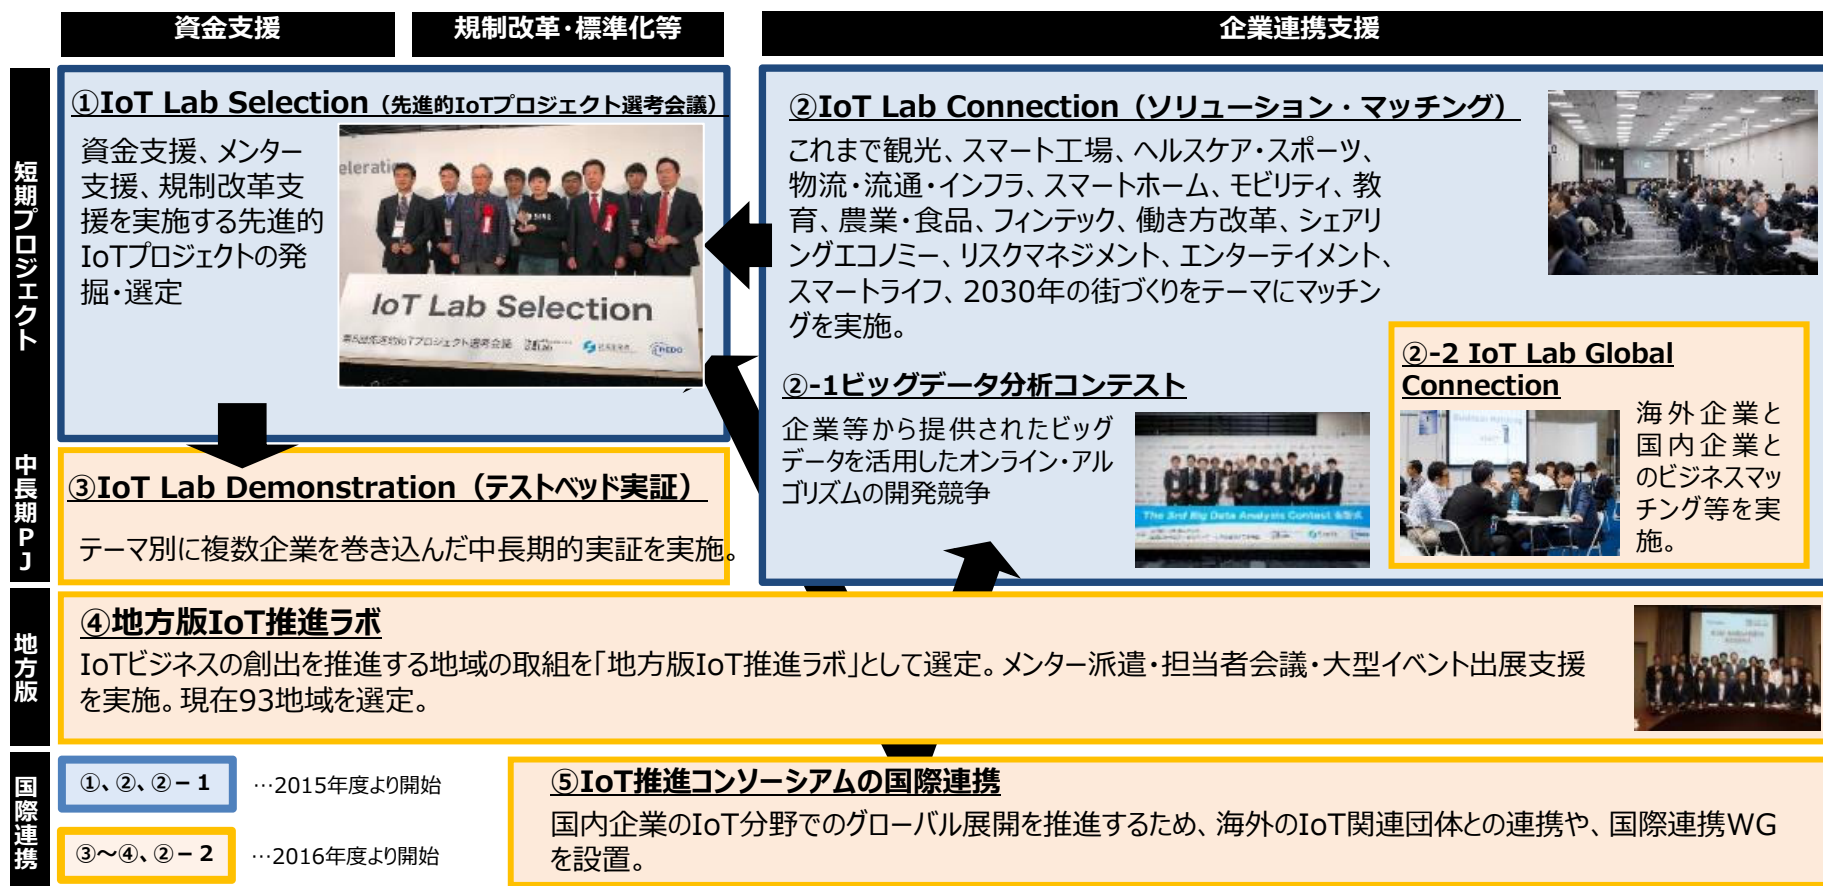 資金支援
規制改革・標準化等
企業連携支援
短期プロジェクト
①IoT Lab Selection（先進的IoTプロジェクト選考会議）
資金支援、メンター
支援、規制改革支
援を実施する先進的
IoTプロジェクトの発
掘・選定
eleratio
IoT Lab Selection
NEDO
②IoT Lab Connection（ソリューション・マッチング）
これまで観光、スマート工場、ヘルスケア・スポーツ、
物流・流通・インフラ、スマートホーム、モビリティ、教
育、農業・食品、フィンテック、働き方改革、シェアリ
ングエコノミー、リスクマネジメント、エンターテイメント、
スマートライフ、2030年の街づくりをテーマにマッチン
グを実施。
②-1ビッグデータ分析コンテスト
企業等から提供されたビッグ
データを活用したオンライン・アル
ゴリズムの開発競争
The 3rd Big Data Analysis Contest
②-2 IoT Lab Global
Connection
海外企業と
国内企業と
のビジネスマッ
チング等を実
施。
中長期PJ
③IoT Lab Demonstration（テストベッド実証）
テーマ別に複数企業を巻き込んだ中長期的実証を実施。
地方版
④地方版IoT推進ラボ
IoTビジネスの創出を推進する地域の取組を「地方版IoT推進ラボ」として選定。メンター派遣・担当者会議・大型イベント出展支援
を実施。現在93地域を選定。
国際連携
①、②、②－1
…2015年度より開始
③～④、②－2
…2016年度より開始
⑤IoT推進コンソーシアムの国際連携
国内企業のIoT分野でのグローバル展開を推進するため、海外のIoT関連団体との連携や、国際連携WG
を設置。